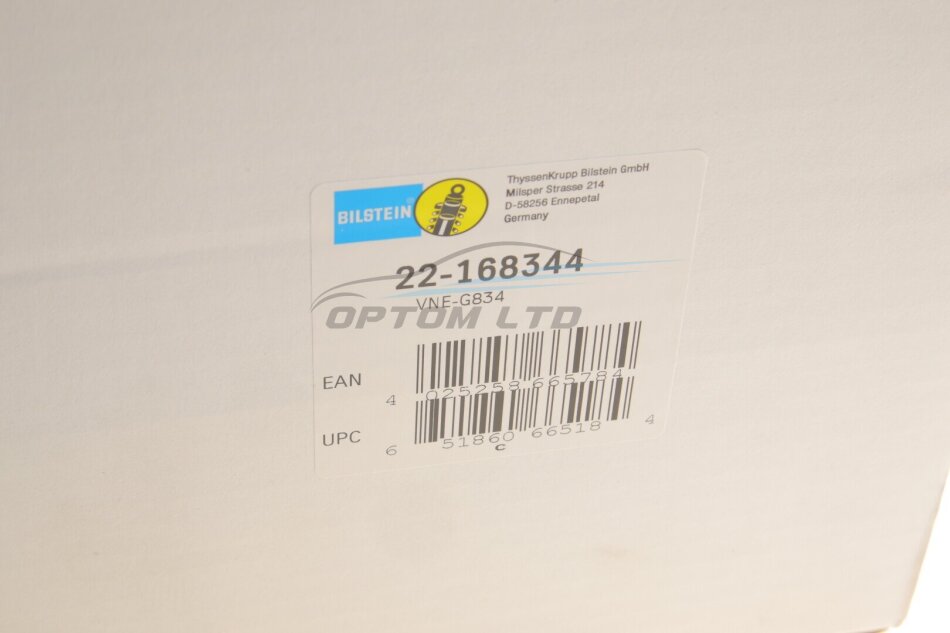 BILSTEIN
ThyssenKrupp Bilstein GmbH
Milsper Strasse 214
D-58256 Ennepetal
Germany
22-168344
VNE-G834
OPTOM LTD
EAN
4 025258 665784
UPC
6 51860 66518 4
c